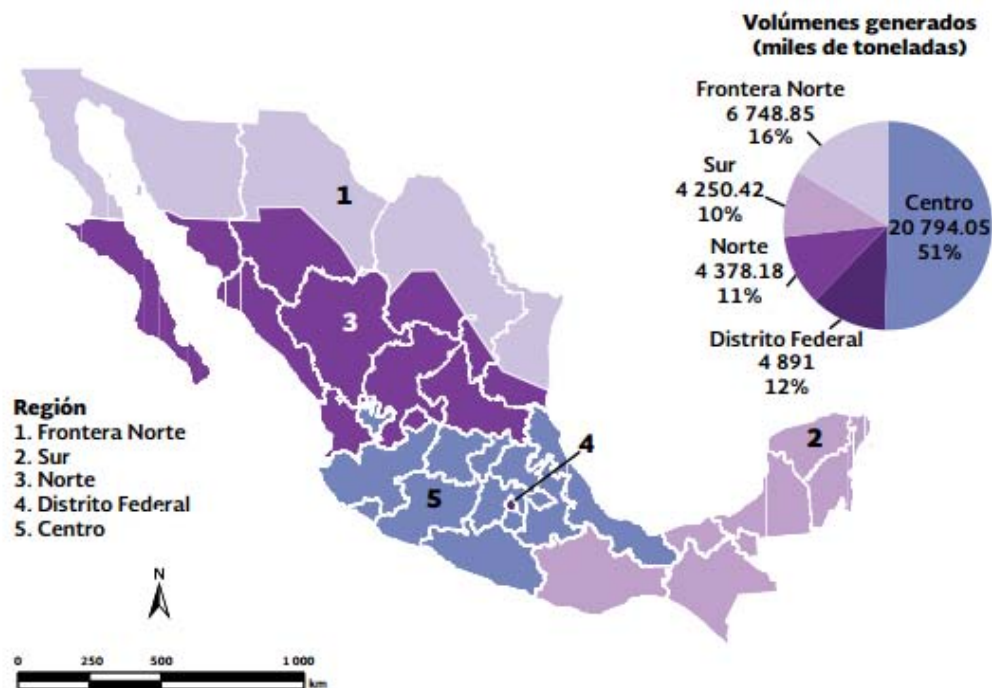 Volúmenes generados
(miles de toneladas)
Frontera Norte
6 748.85
16%
Sur
4 250.42
10%
Norte
4 378.18
11%
Distrito Federal
4 891
12%
Centro
20 794.05
51%
1
2
3
4
5
Región
1. Frontera Norte
2. Sur
3. Norte
4. Distrito Federal
5. Centro
N
0 250 500 1 000
km